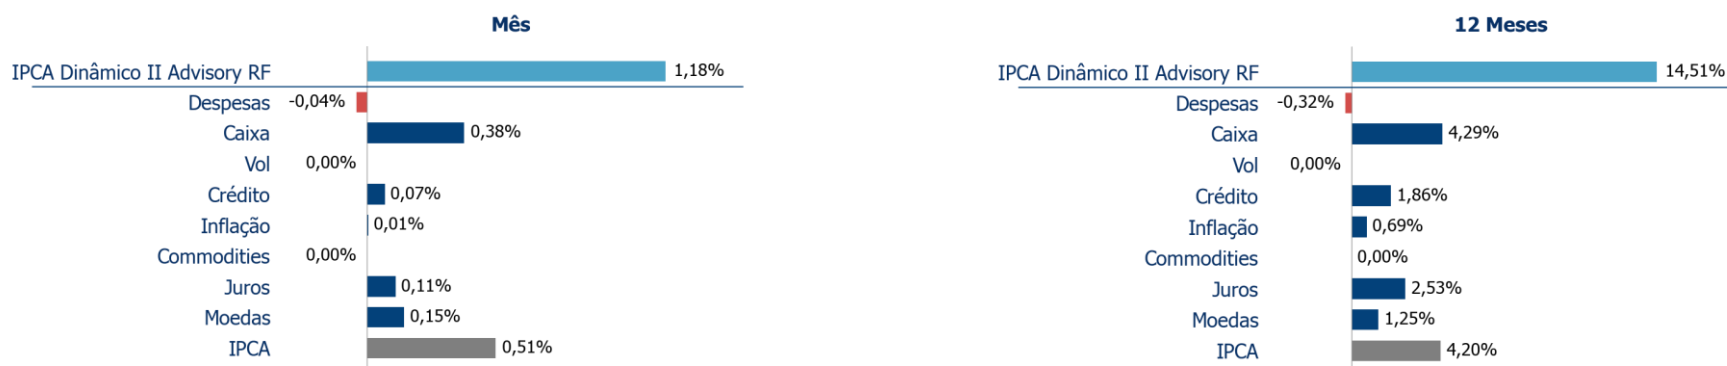 Mês
IPCA Dinâmico II Advisory RF 1,18%
Despesas -0,04%
Caixa 0,38%
Vol 0,00%
Crédito 0,07%
Inflação 0,01%
Commodities 0,00%
Juros 0,11%
Moedas 0,15%
IPCA 0,51%
12 Meses
IPCA Dinâmico II Advisory RF 14,51%
Despesas -0,32%
Caixa 4,29%
Vol 0,00%
Crédito 1,86%
Inflação 0,69%
Commodities 0,00%
Juros 2,53%
Moedas 1,25%
IPCA 4,20%